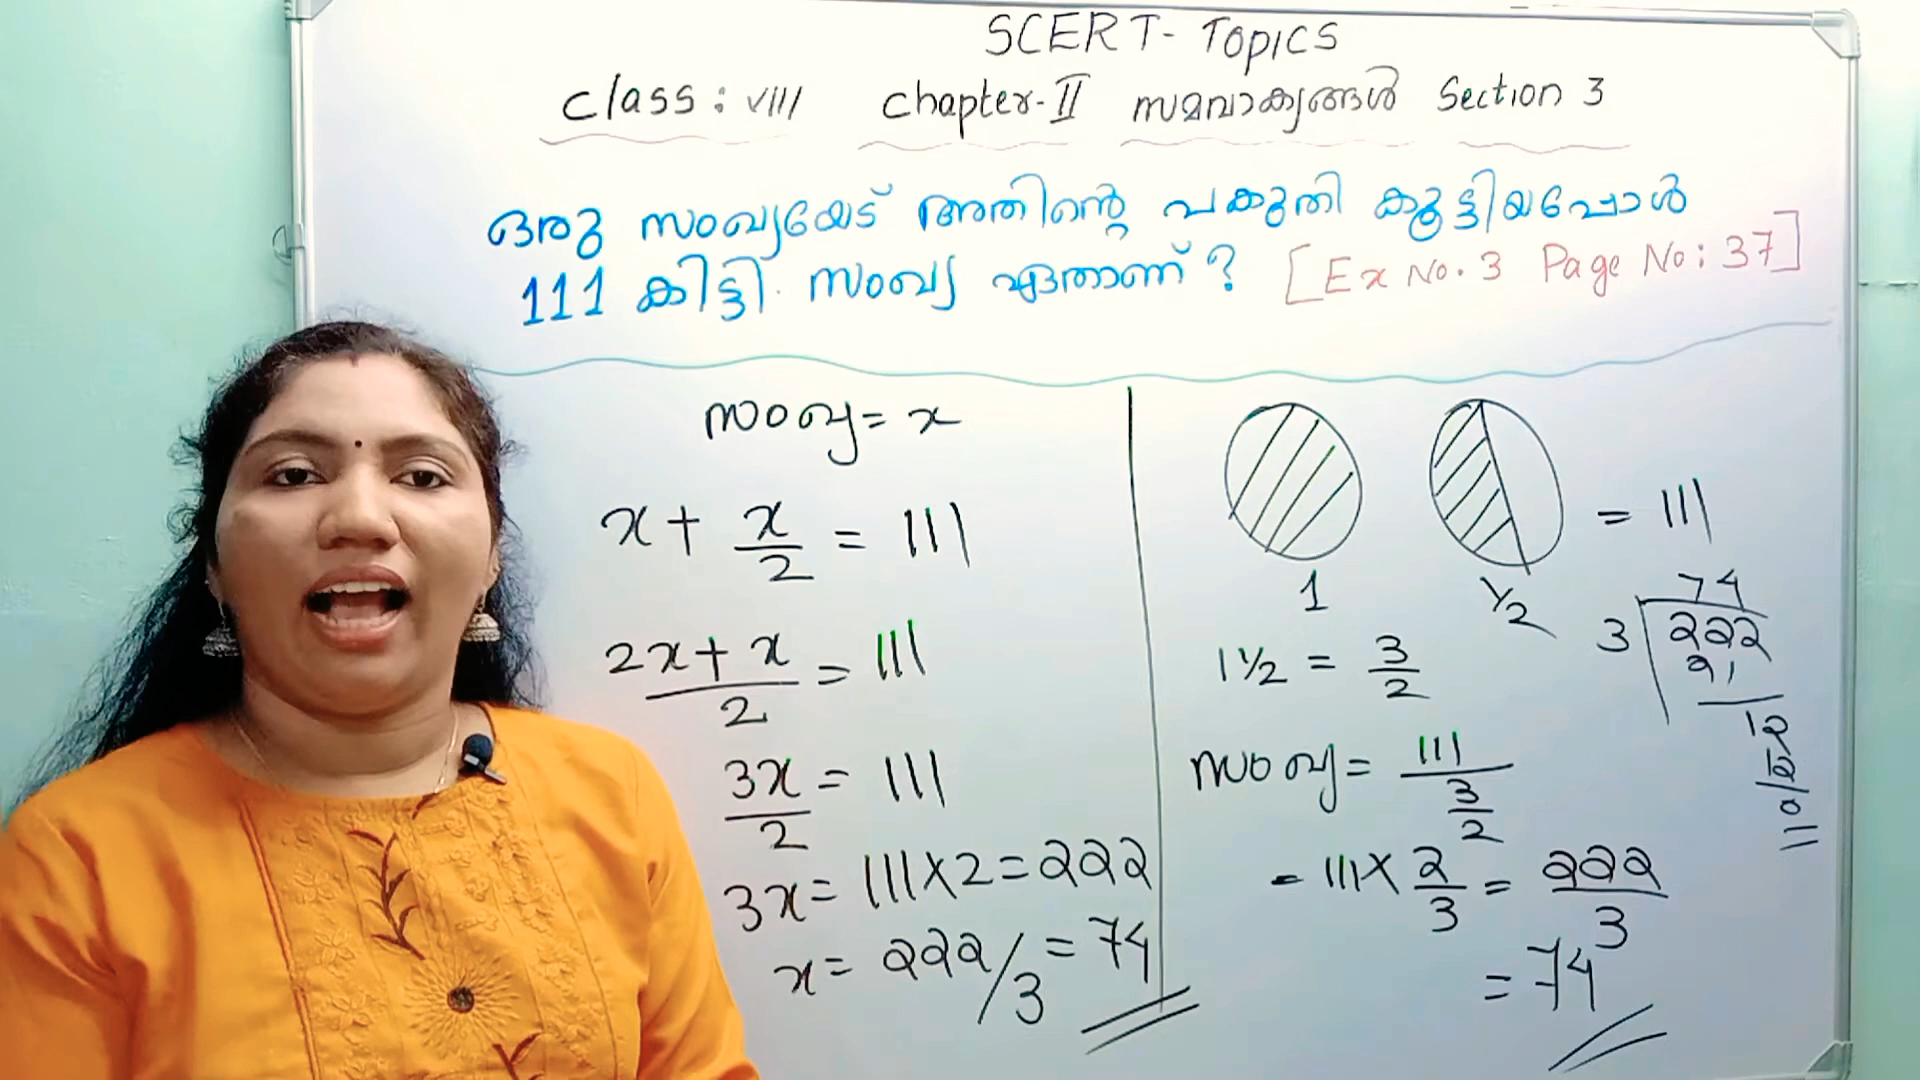 SCERT - TOPICS
Class : VIII Chapter-II സമവാക്യങ്ങൾ Section 3
ഒരു സംഖ്യയോട് അതിന്റെ പകുതി കൂട്ടിയപ്പോൾ
111 കിട്ടി. സംഖ്യ ഏതാണ് ? [Ex No. 3 Page No: 37]
സംഖ്യ = x
x + x/2 = 111
2x + x / 2 = 111
3x/2 = 111
3x = 111 X 2 = 222
x = 222/3 = 74
= 111
1 1/2
1 1/2 = 3/2
സംഖ്യ = 111 / 3/2
= 111 X 2/3 = 222/3
= 74
74
3 222
21
12
12
0